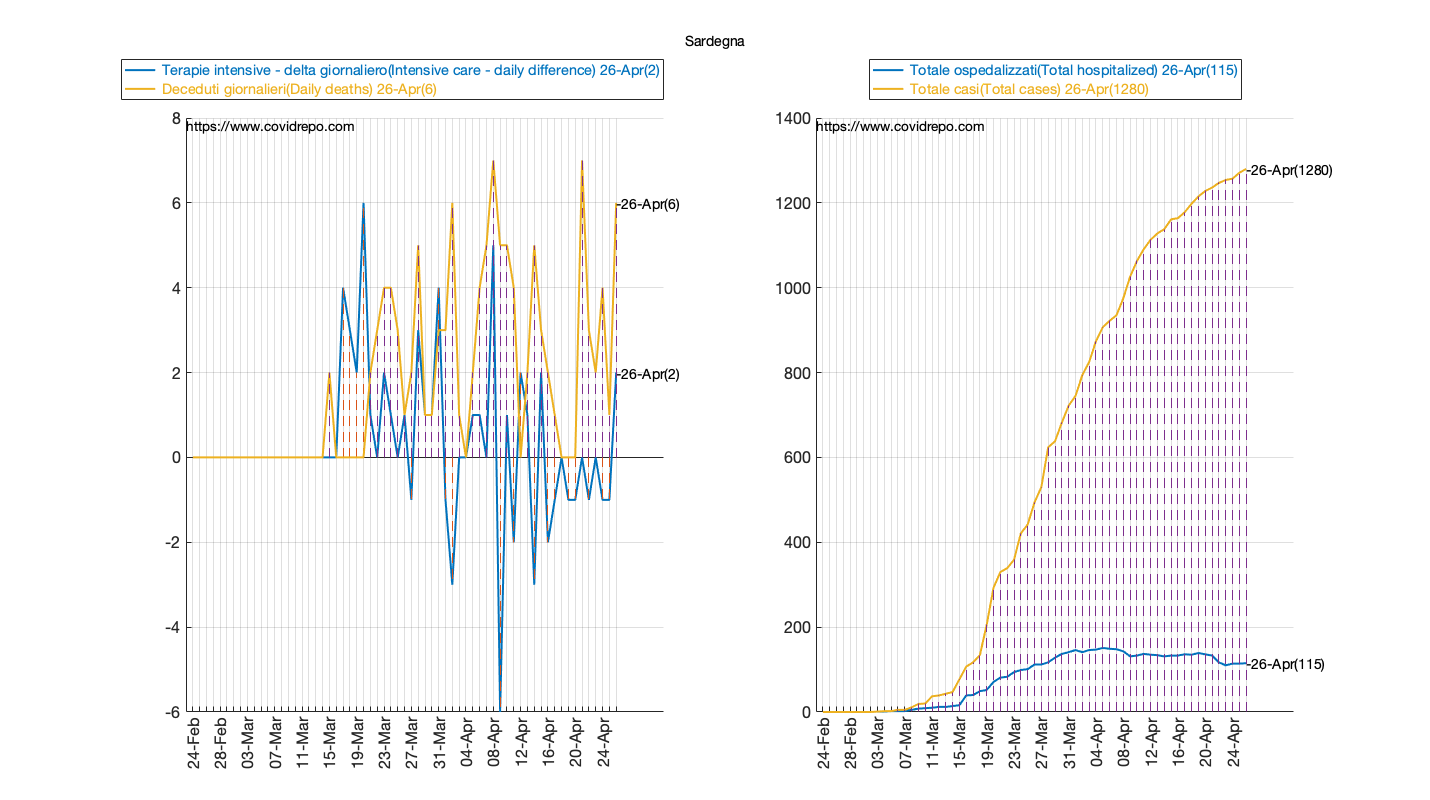 Sardegna
Terapie intensive - delta giornaliero(Intensive care - daily difference) 26-Apr(2)
Deceduti giornalieri(Daily deaths) 26-Apr(6)
8
https://www.covidrepo.com
6
4
2
0
-2
-4
-6
-26-Apr(6)
-26-Apr(2)
24-Feb
28-Feb
03-Mar
07-Mar
11-Mar
15-Mar
19-Mar
23-Mar
27-Mar
31-Mar
04-Apr
08-Apr
12-Apr
16-Apr
20-Apr
24-Apr
Totale ospedalizzati(Total hospitalized) 26-Apr(115)
Totale casi(Total cases) 26-Apr(1280)
1400
https://www.covidrepo.com
1200
1000
800
600
400
200
0
-26-Apr(1280)
-26-Apr(115)
24-Feb
28-Feb
03-Mar
07-Mar
11-Mar
15-Mar
19-Mar
23-Mar
27-Mar
31-Mar
04-Apr
08-Apr
12-Apr
16-Apr
20-Apr
24-Apr